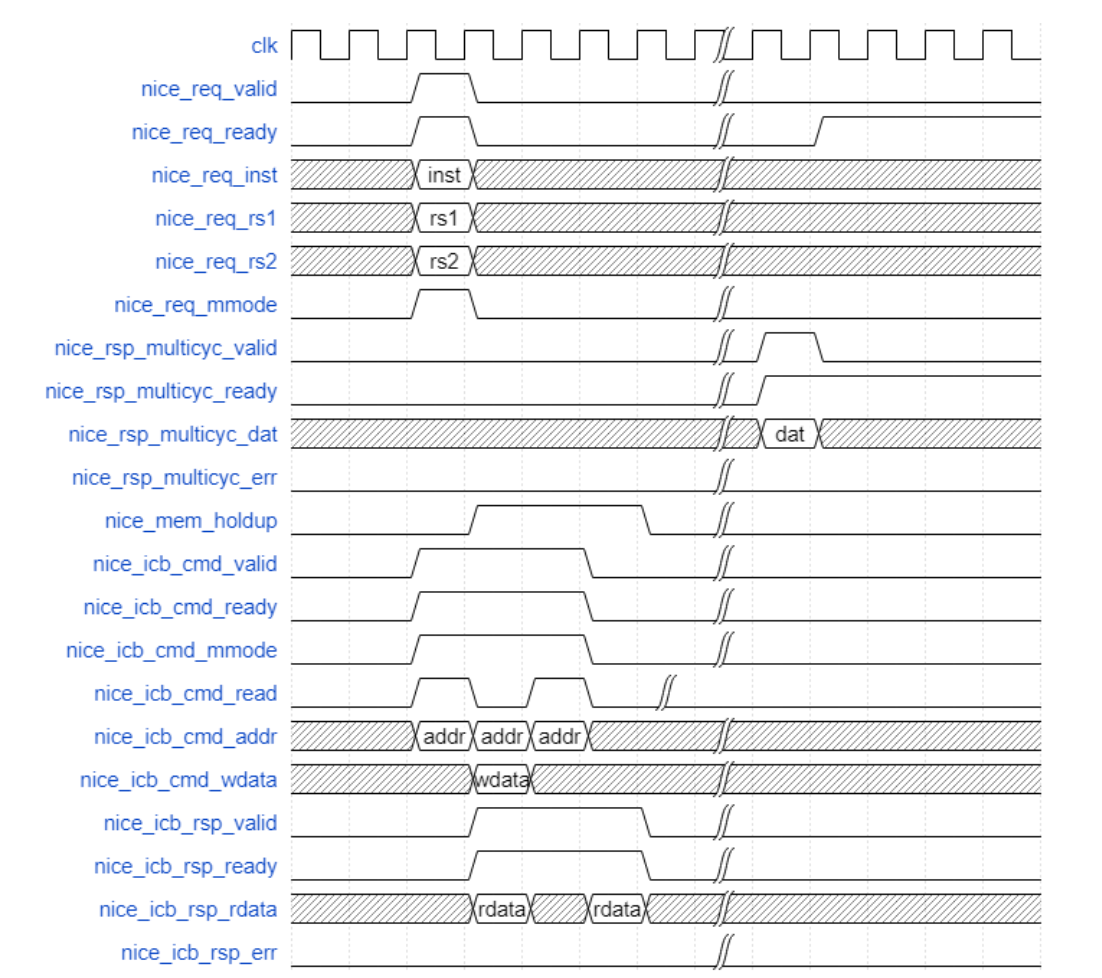 clk
nice_req_valid
nice_req_ready
nice_req_inst inst
nice_req_rs1 rs1
nice_req_rs2 rs2
nice_req_mmode
nice_rsp_multicyc_valid
nice_rsp_multicyc_ready
nice_rsp_multicyc_dat dat
nice_rsp_multicyc_err
nice_mem_holdup
nice_icb_cmd_valid
nice_icb_cmd_ready
nice_icb_cmd_mmode
nice_icb_cmd_read
nice_icb_cmd_addr addr addr addr
nice_icb_cmd_wdata wdata
nice_icb_rsp_valid
nice_icb_rsp_ready
nice_icb_rsp_rdata rdata rdata
nice_icb_rsp_err